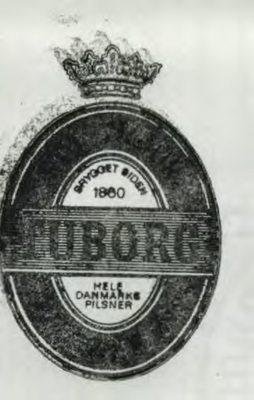 BRYGGET SIDEN
1880
TUBORG
HELE
DANMARKS
PILSNER